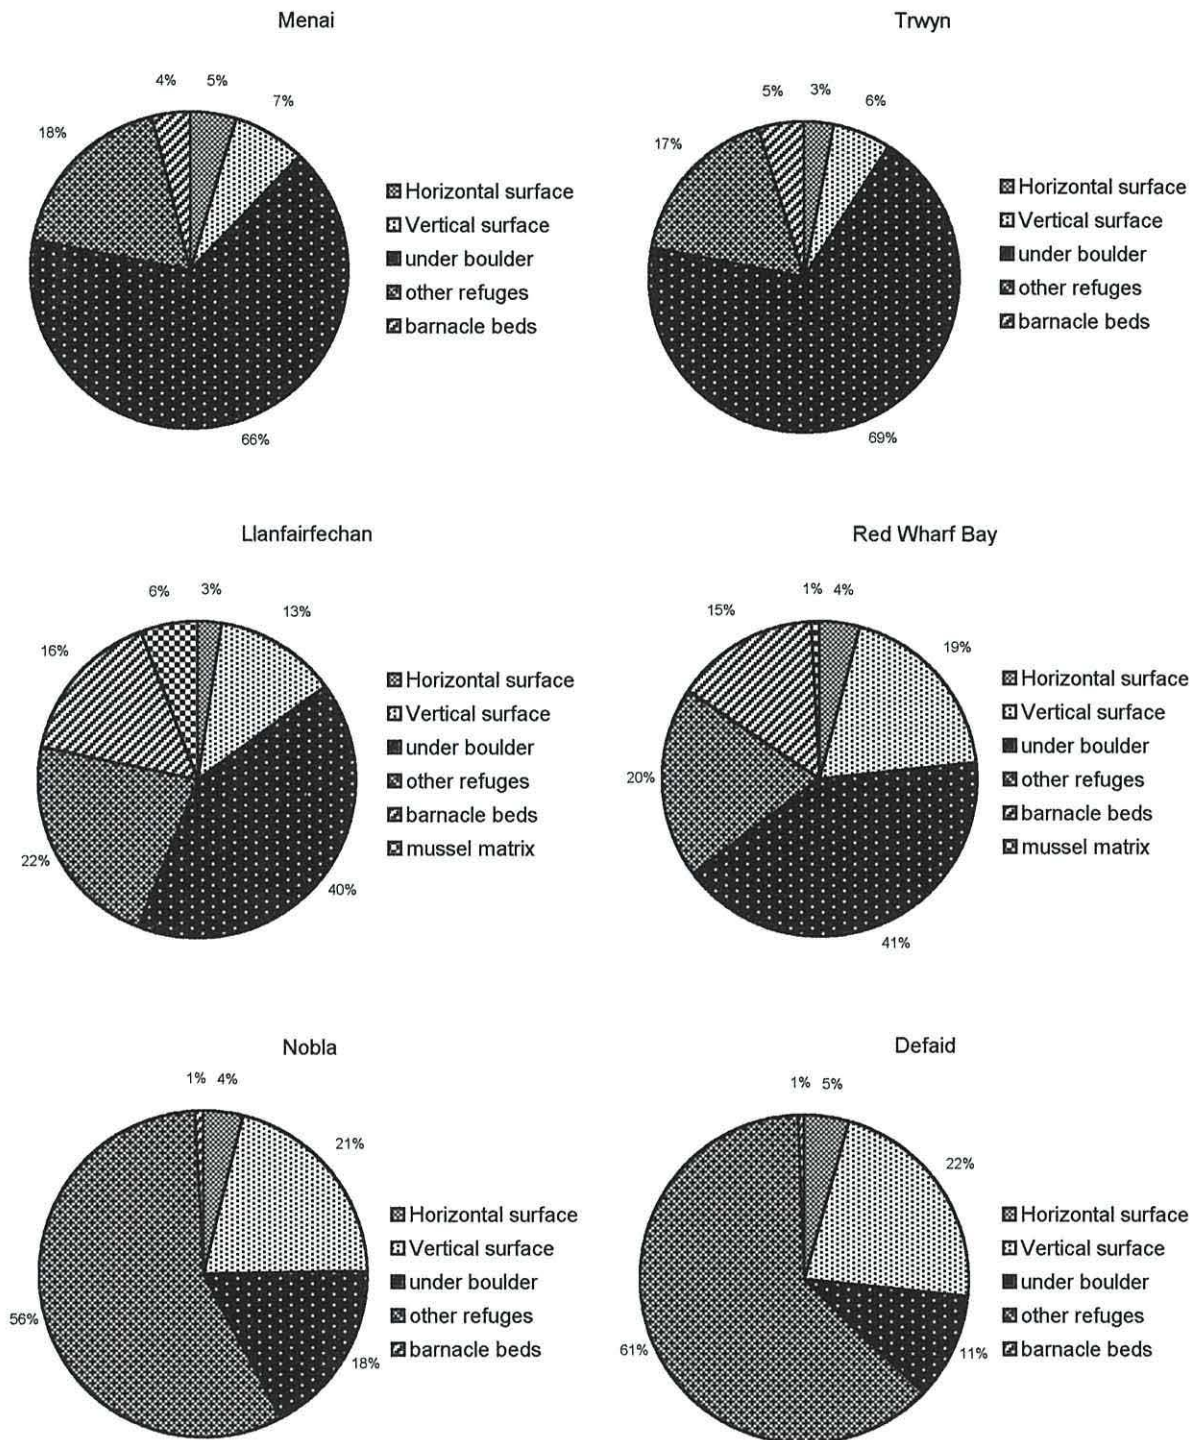 Menai
4%
5%
7%
18%
66%
Horizontal surface
Vertical surface
under boulder
other refuges
barnacle beds
Trwyn
5%
3%
6%
17%
69%
Horizontal surface
Vertical surface
under boulder
other refuges
barnacle beds
Llanfairfechan
6%
3%
13%
16%
22%
40%
Horizontal surface
Vertical surface
under boulder
other refuges
barnacle beds
mussel matrix
Red Wharf Bay
1%
4%
15%
19%
20%
41%
Horizontal surface
Vertical surface
under boulder
other refuges
barnacle beds
mussel matrix
Nobla
1%
4%
21%
56%
18%
Horizontal surface
Vertical surface
under boulder
other refuges
barnacle beds
Defaid
1%
5%
22%
61%
11%
Horizontal surface
Vertical surface
under boulder
other refuges
barnacle beds